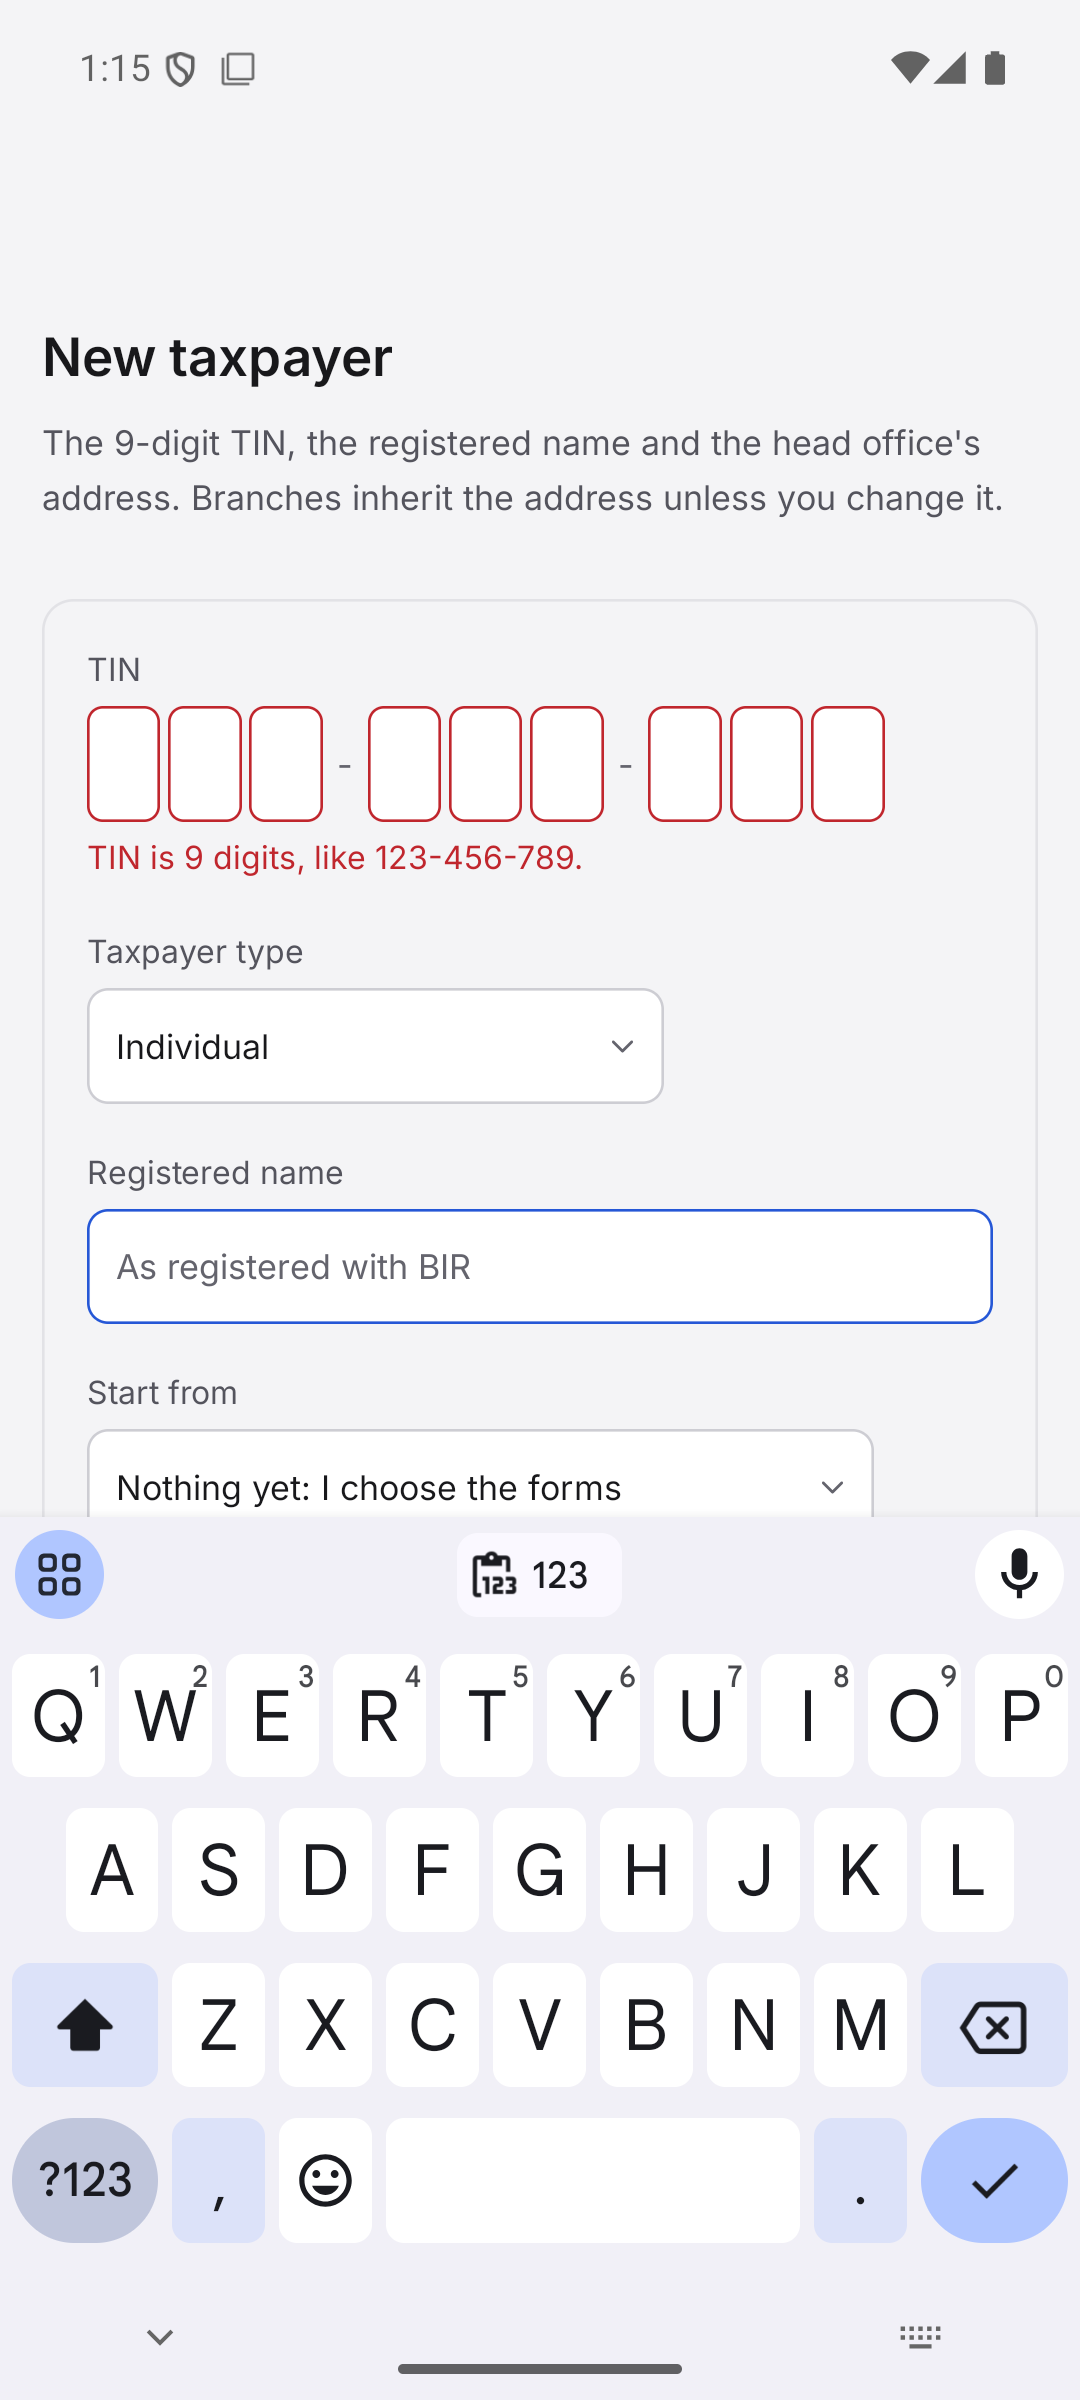 1:15
New taxpayer
The 9-digit TIN, the registered name and the head office's
address. Branches inherit the address unless you change it.
TIN
- -
TIN is 9 digits, like 123-456-789.
Taxpayer type
Individual
Registered name
As registered with BIR
Start from
Nothing yet: I choose the forms
123 123
Q1 W2 E3 R4 T5 Y6 U7 I8 O9 P0
A S D F G H J K L
Z X C V B N M
?123 , .